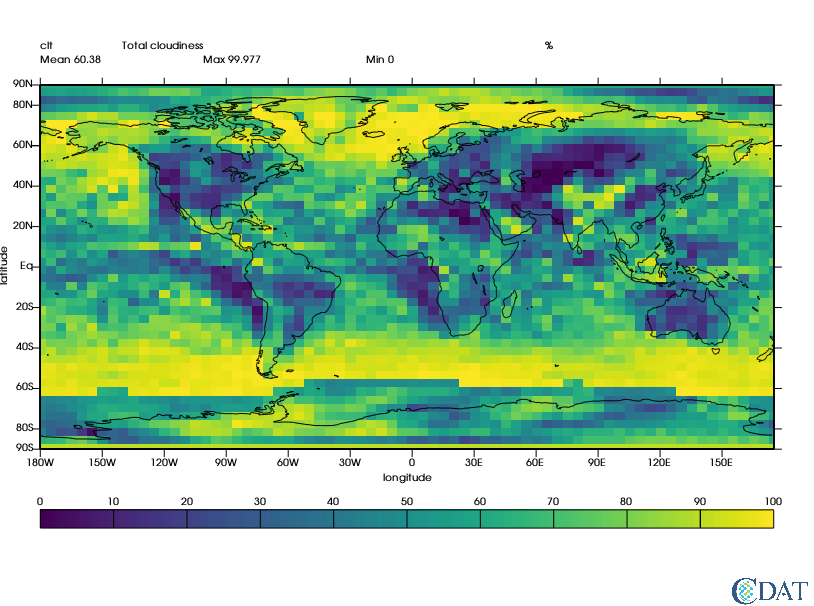 clt Total cloudiness %
Mean 60.38 Max 99.977 Min 0
90N
80N
60N
40N
20N
Eq
20S
40S
60S
80S
90S
latitude
180W 150W 120W 90W 60W 30W 0 30E 60E 90E 120E 150E
longitude
0 10 20 30 40 50 60 70 80 90 100
CDAT